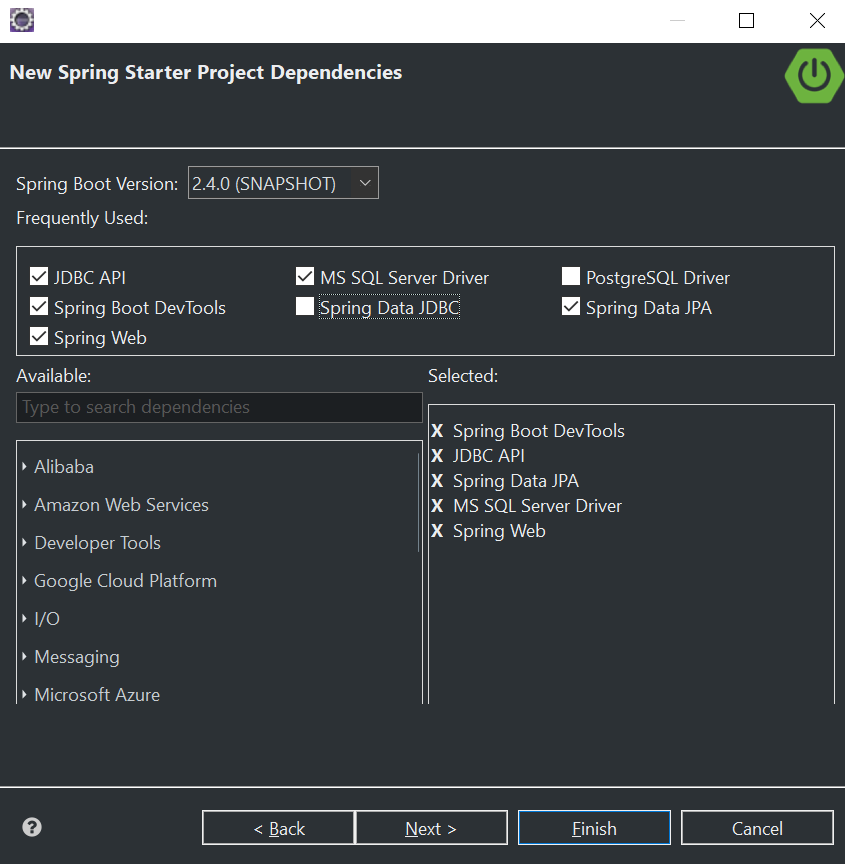 New Spring Starter Project Dependencies
Spring Boot Version: 2.4.0 (SNAPSHOT)
Frequently Used:
JDBC API MS SQL Server Driver PostgreSQL Driver
Spring Boot DevTools Spring Data JDBC Spring Data JPA
Spring Web
Available:
Type to search dependencies
Alibaba
Amazon Web Services
Developer Tools
Google Cloud Platform
I/O
Messaging
Microsoft Azure
Selected:
X Spring Boot DevTools
X JDBC API
X Spring Data JPA
X MS SQL Server Driver
X Spring Web
? < Back Next > Finish Cancel